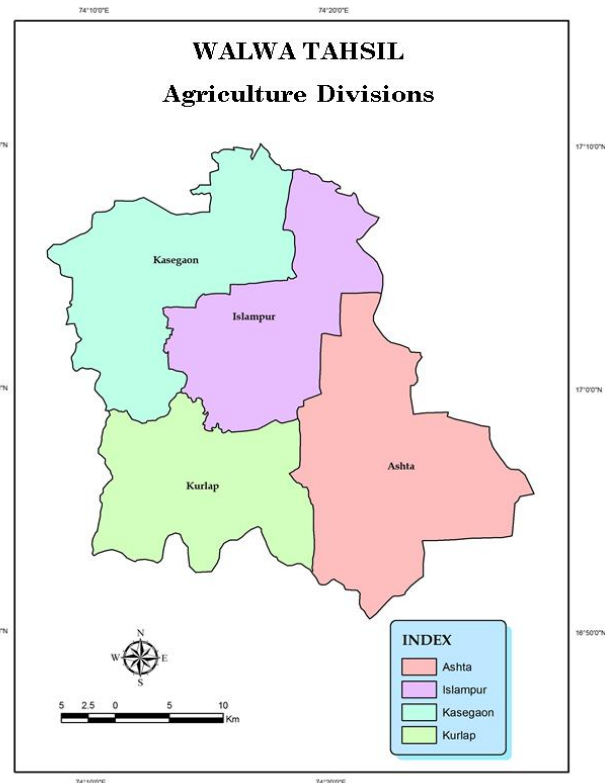 74°10'0"E 74°20'0"E
WALWA TAHSIL
Agriculture Divisions
"N 17°10'0"N
Kasegaon
Islampur
"N 17°0'0"N
Ashta
Kurlap
"N 16°50'0"N
N
W E
S
5 2.5 0 5 10
Km
INDEX
Ashta
Islampur
Kasegaon
Kurlap
74°10'0"E 74°20'0"E